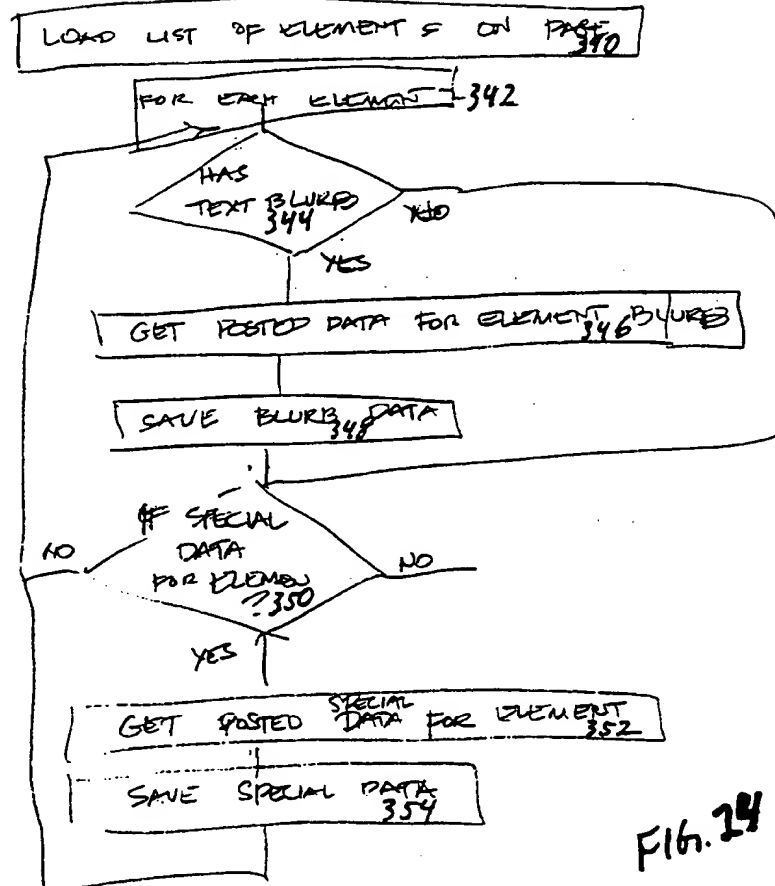 LOAD LIST OF ELEMENTS ON PAGE
340
FOR EACH ELEMENT 342
HAS
TEXT BLURB
344
NO
YES
GET POSTED DATA FOR ELEMENT BLURB
346
SAVE BLURB DATA
348
IF SPECIAL
DATA
FOR ELEMEN
? 350
NO
NO
YES
GET POSTED SPECIAL DATA FOR ELEMENT
352
SAVE SPECIAL DATA
354
FIG. 24